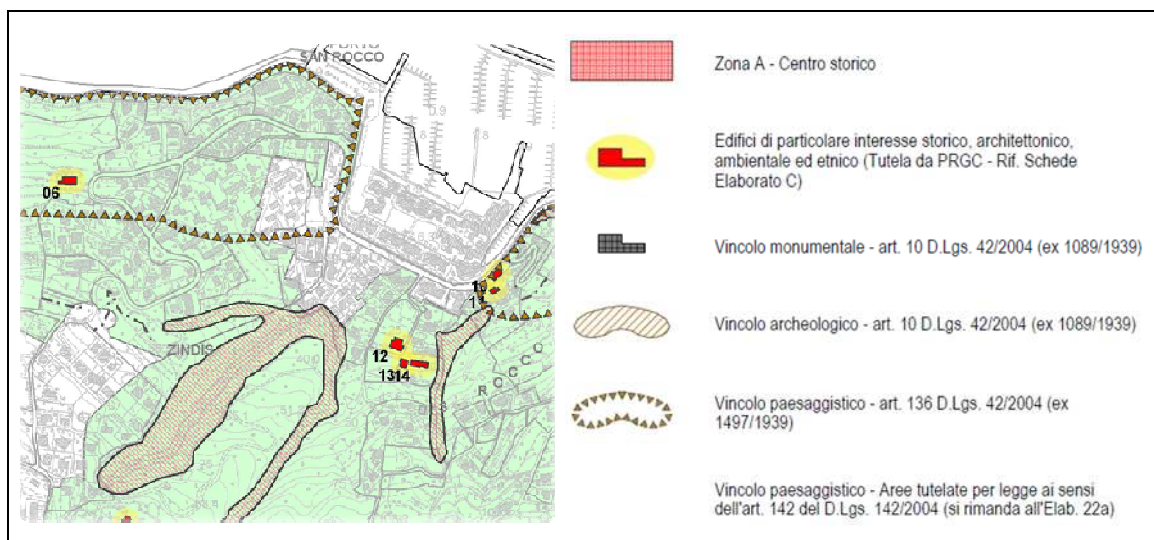 PORTO
SAN ROCCO
06
ZINDIS
12
1314
R O C C O
Zona A - Centro storico
Edifici di particolare interesse storico, architettonico,
ambientale ed etnico (Tutela da PRGC - Rif. Schede
Elaborato C)
Vincolo monumentale - art. 10 D.Lgs. 42/2004 (ex 1089/1939)
Vincolo archeologico - art. 10 D.Lgs. 42/2004 (ex 1089/1939)
Vincolo paesaggistico - art. 136 D.Lgs. 42/2004 (ex
1497/1939)
Vincolo paesaggistico - Aree tutelate per legge ai sensi
dell'art. 142 del D.Lgs. 142/2004 (si rimanda all'Elab. 22a)